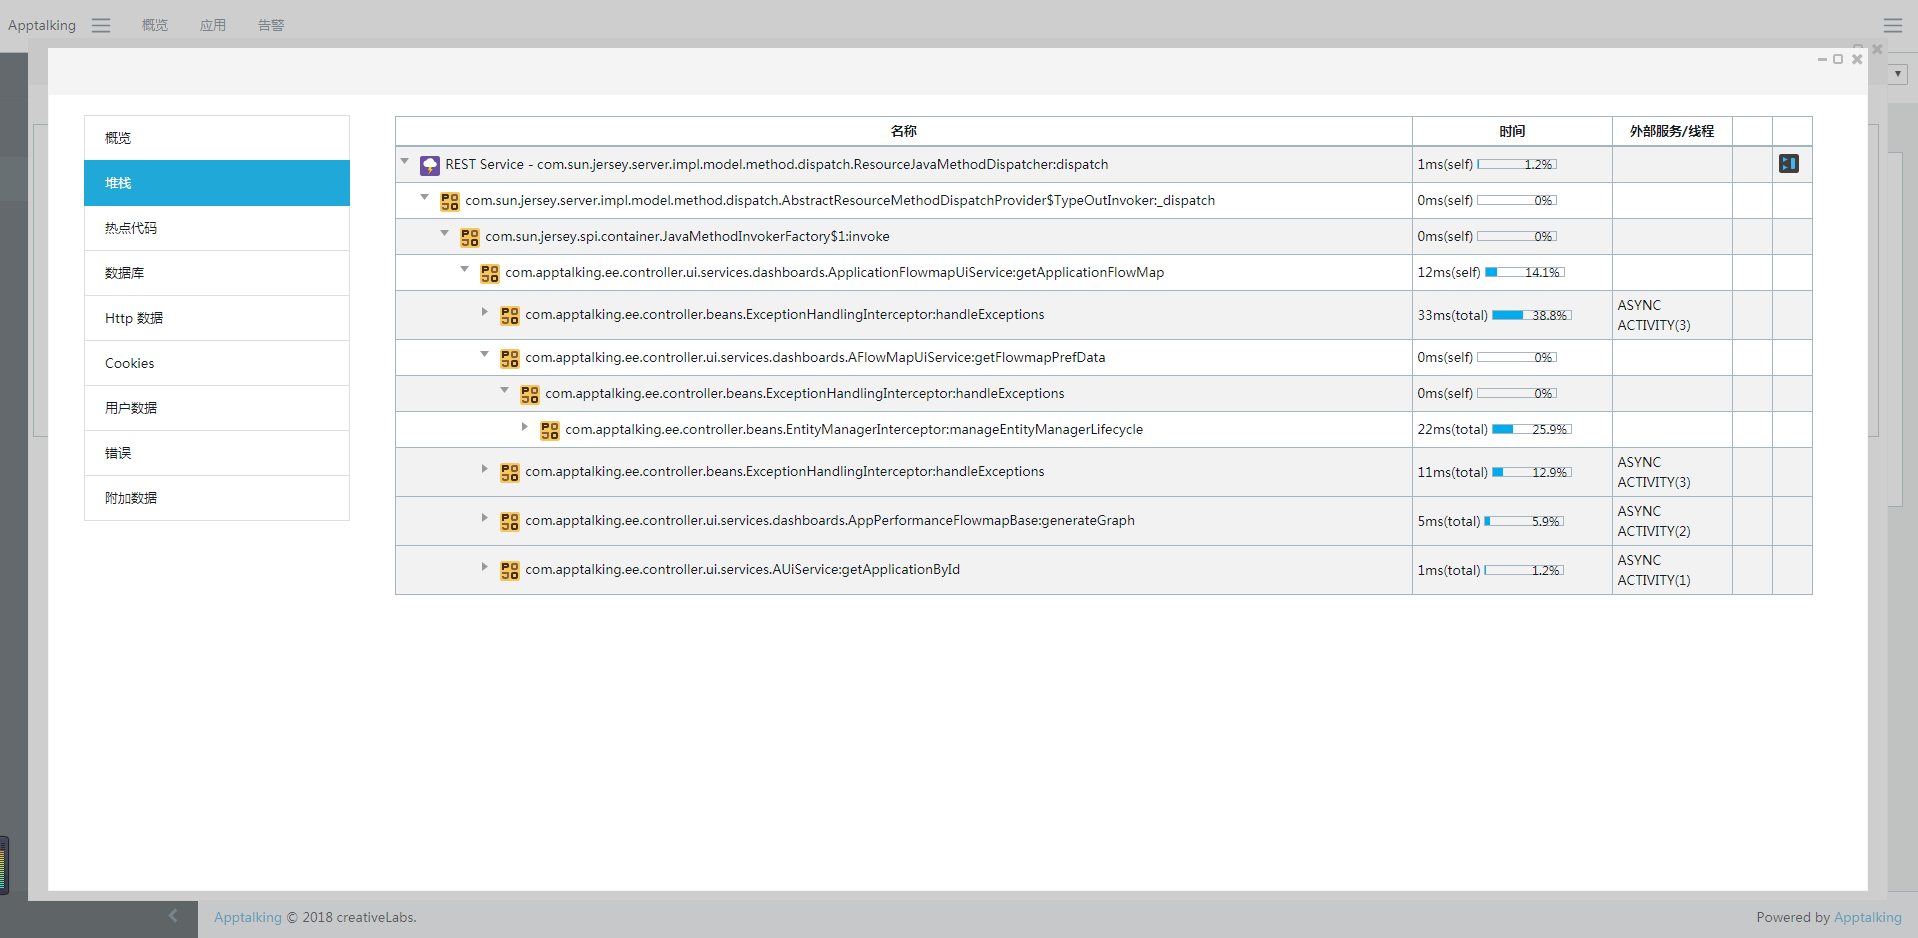 Apptalking 概览 应用 告警
概览
堆栈
热点代码
数据库
Http 数据
Cookies
用户数据
错误
附加数据
名称 时间 外部服务/线程
REST Service - com.sun.jersey.server.impl.model.method.dispatch.ResourceJavaMethodDispatcher:dispatch 1ms(self) 1.2%
com.sun.jersey.server.impl.model.method.dispatch.AbstractResourceMethodDispatchProvider$TypeOutInvoker:_dispatch 0ms(self) 0%
com.sun.jersey.spi.container.JavaMethodInvokerFactory$1:invoke 0ms(self) 0%
com.apptalking.ee.controller.ui.services.dashboards.ApplicationFlowmapUiService:getApplicationFlowMap 12ms(self) 14.1%
com.apptalking.ee.controller.beans.ExceptionHandlingInterceptor:handleExceptions 33ms(total) 38.8% ASYNC
ACTIVITY(3)
com.apptalking.ee.controller.ui.services.dashboards.AFlowMapUiService:getFlowmapPrefData 0ms(self) 0%
com.apptalking.ee.controller.beans.ExceptionHandlingInterceptor:handleExceptions 0ms(self) 0%
com.apptalking.ee.controller.beans.EntityManagerInterceptor:manageEntityManagerLifecycle 22ms(total) 25.9%
com.apptalking.ee.controller.beans.ExceptionHandlingInterceptor:handleExceptions 11ms(total) 12.9% ASYNC
ACTIVITY(3)
com.apptalking.ee.controller.ui.services.dashboards.AppPerformanceFlowmapBase:generateGraph 5ms(total) 5.9% ASYNC
ACTIVITY(2)
com.apptalking.ee.controller.ui.services.AUiService:getApplicationById 1ms(total) 1.2% ASYNC
ACTIVITY(1)
Apptalking © 2018 creativeLabs. Powered by Apptalking